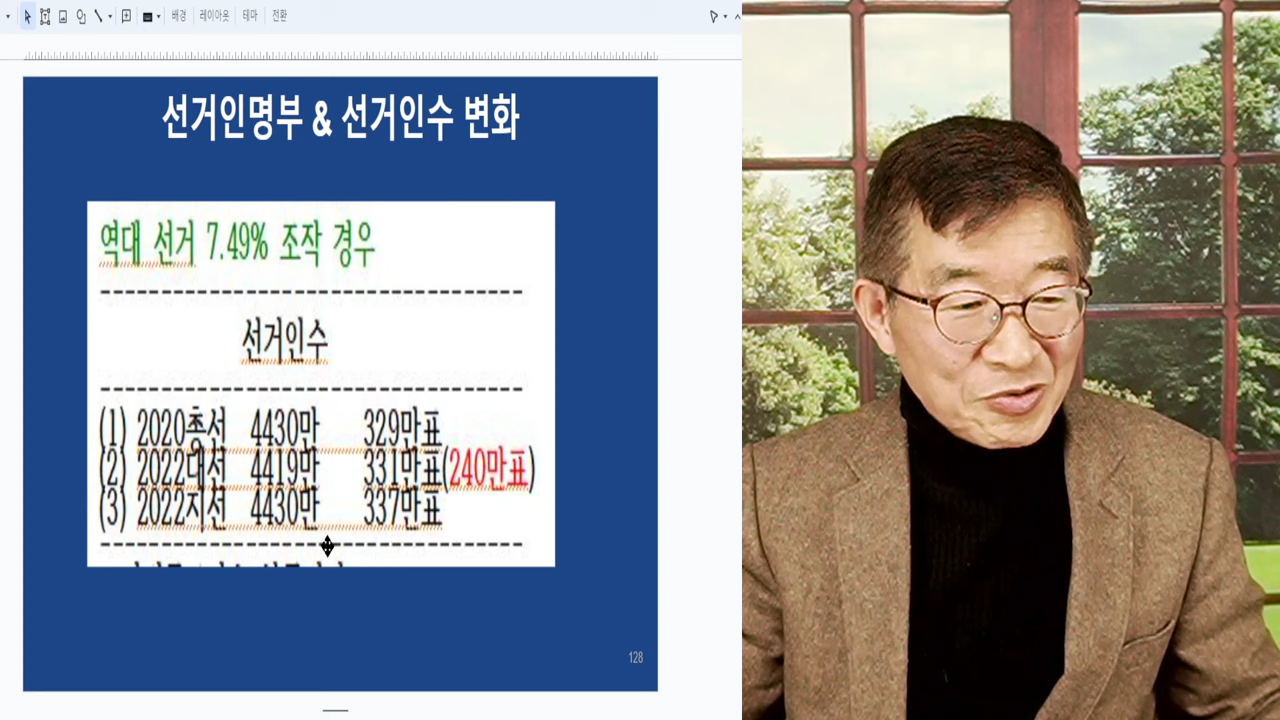 배경 레이아웃 테마 전환
선거인명부 & 선거인수 변화
역대 선거 7.49% 조작 경우
선거인수
(1) 2020총선 4430만 329만표
(2) 2022대선 4419만 331만표(240만표)
(3) 2022지선 4430만 337만표
128